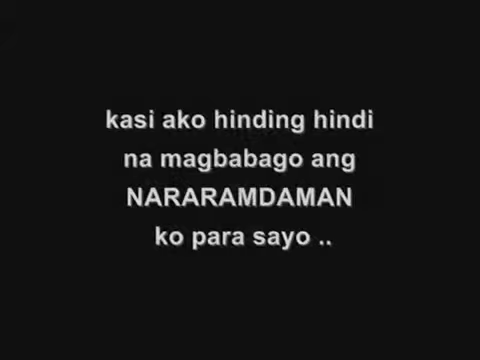 kasi ako hinding hindi
na magbabago ang
NARARAMDAMAN
ko para sayo ..